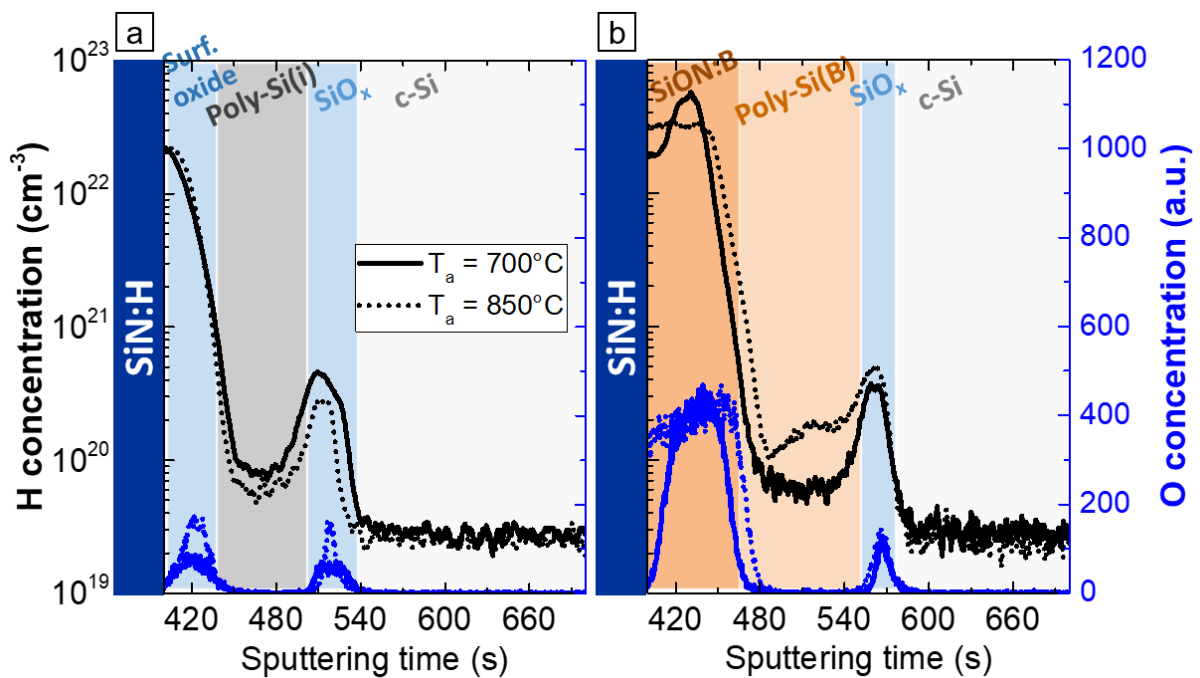 a
b
Surf.
oxide
Poly-Si(i)
SiOx
c-Si
SiON:B
Poly-Si(B)
SiOx
c-Si
10²³
10²²
10²¹
10²⁰
10¹⁹
H concentration (cm⁻³)
SiN:H
Tₐ = 700°C
Tₐ = 850°C
SiN:H
1200
1000
800
600
400
200
0
O concentration (a.u.)
420 480 540 600 660
420 480 540 600 660
Sputtering time (s)
Sputtering time (s)